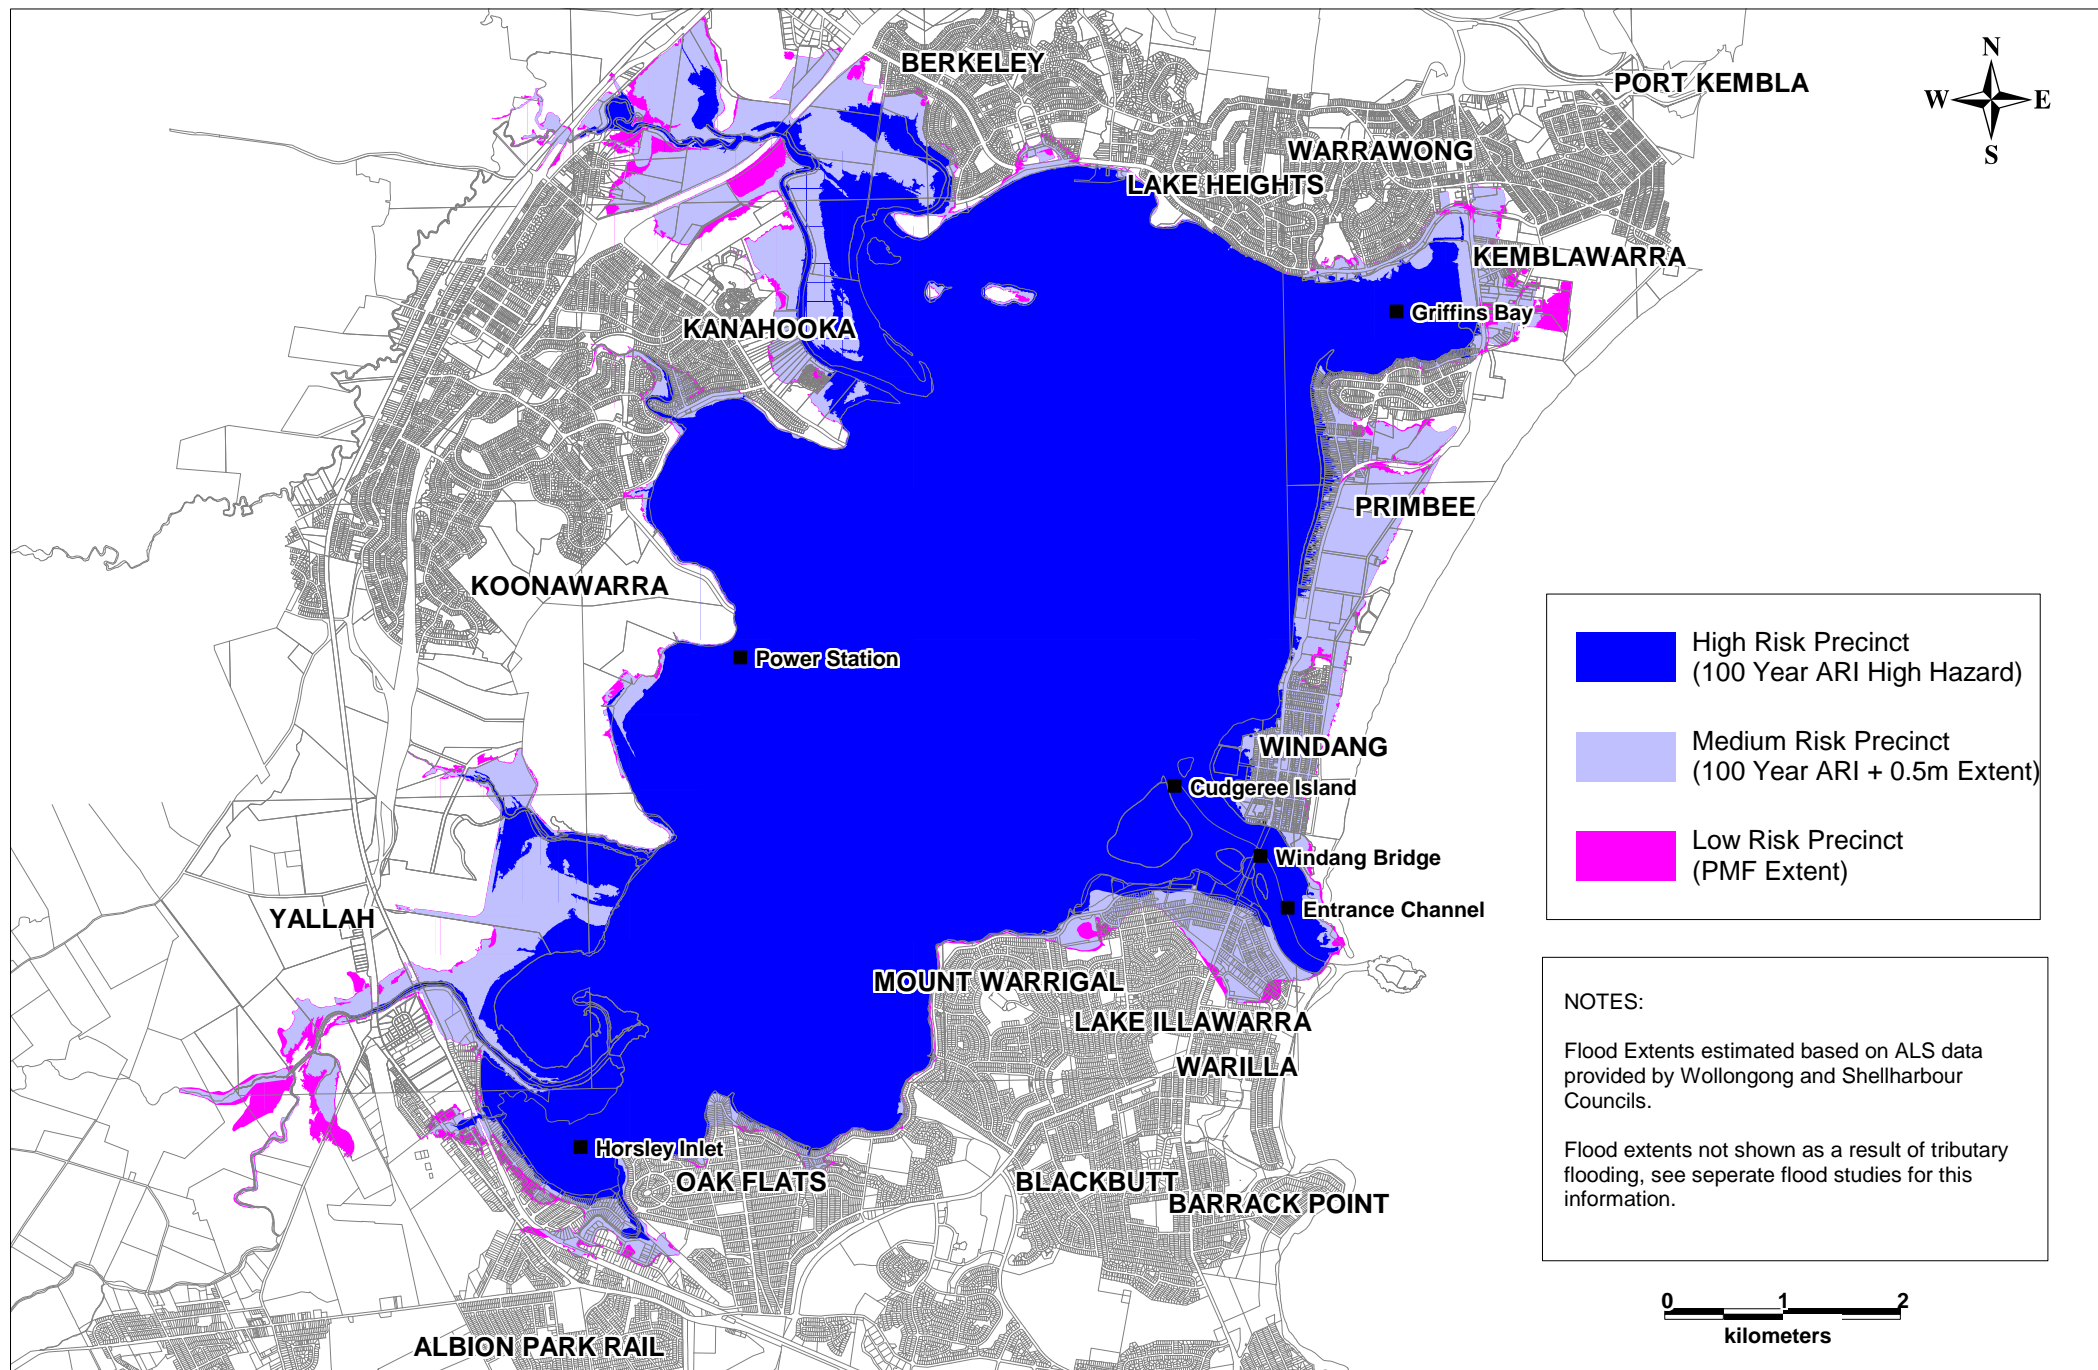 BERKELEY
PORT KEMBLA
N
W
E
S
WARRAWONG
LAKE HEIGHTS
KEMBLAWARRA
Griffins Bay
KANAHOOKA
PRIMBEE
KOONAWARRA
Power Station
WINDANG
Cudgeree Island
Windang Bridge
Entrance Channel
YALLAH
MOUNT WARRIGAL
LAKE ILLAWARRA
WARILLA
Horsley Inlet
OAK FLATS
BLACKBUTT
BARRACK POINT
ALBION PARK RAIL
High Risk Precinct
(100 Year ARI High Hazard)
Medium Risk Precinct
(100 Year ARI + 0.5m Extent)
Low Risk Precinct
(PMF Extent)
NOTES:
Flood Extents estimated based on ALS data
provided by Wollongong and Shellharbour
Councils.
Flood extents not shown as a result of tributary
flooding, see seperate flood studies for this
information.
0 1 2
kilometers